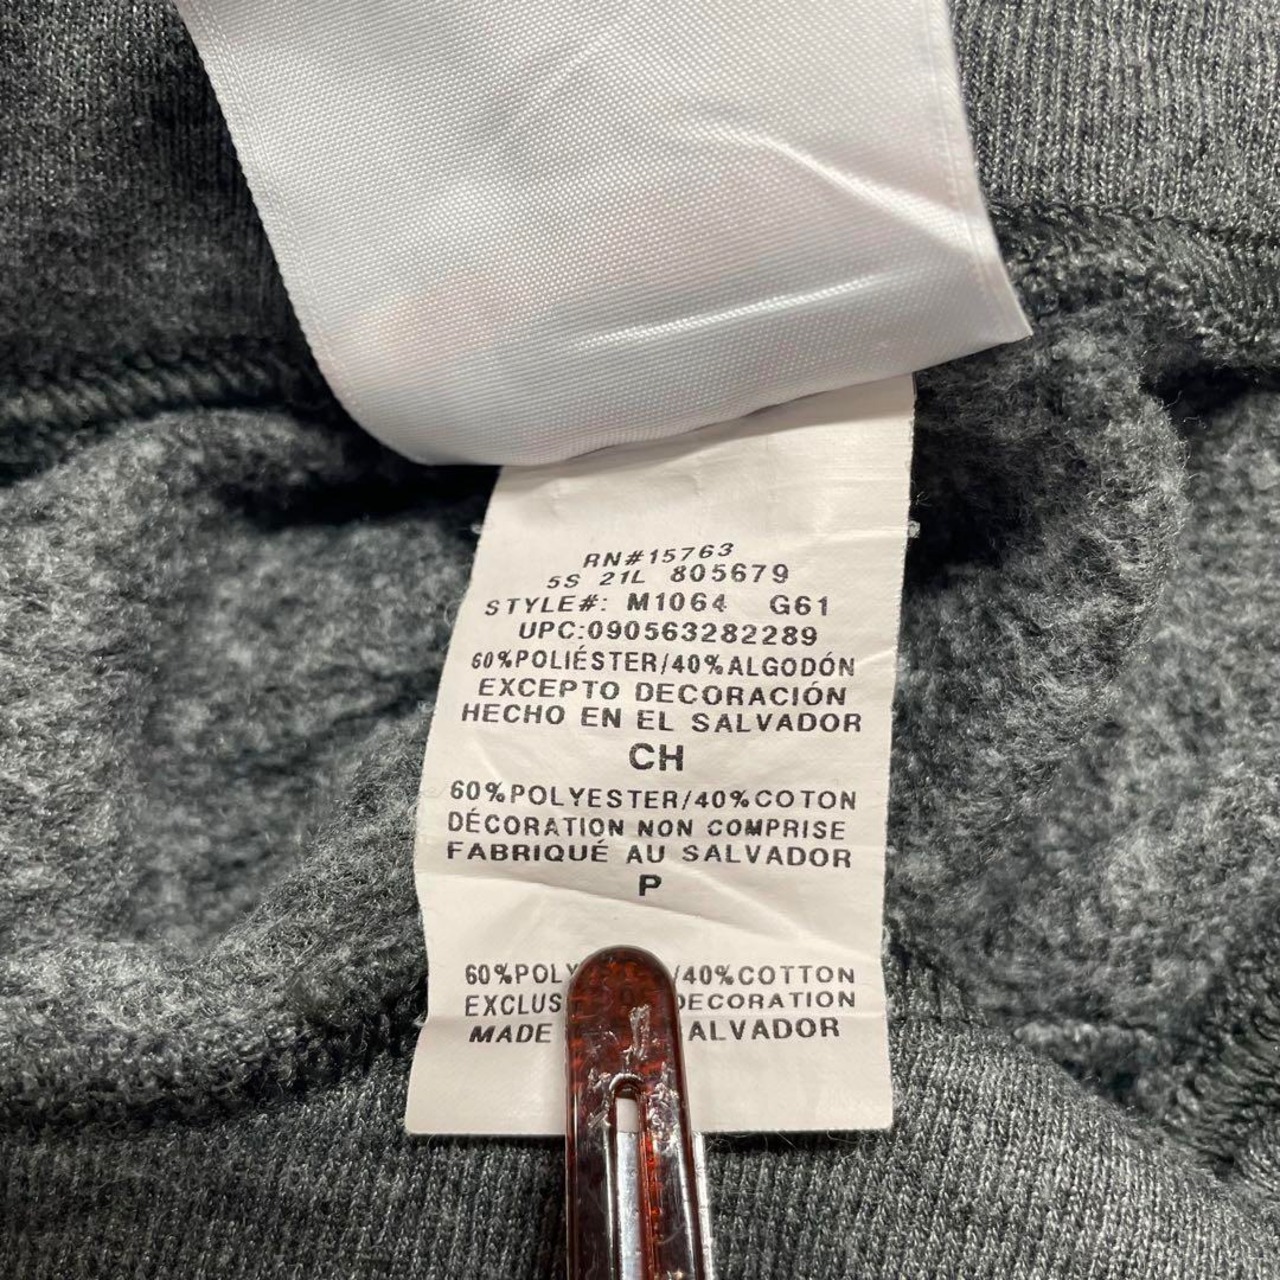 RN#15763
5S 21L 805679
STYLE#: M1064 G61
UPC:090563282289
60%POLIÉSTER/40%ALGODÓN
EXCEPTO DECORACIÓN
HECHO EN EL SALVADOR
CH
60%POLYESTER/40%COTON
DÉCORATION NON COMPRISE
FABRIQUÉ AU SALVADOR
P
60%POLY /40%COTTON
EXCLUS DECORATION
MADE ALVADOR